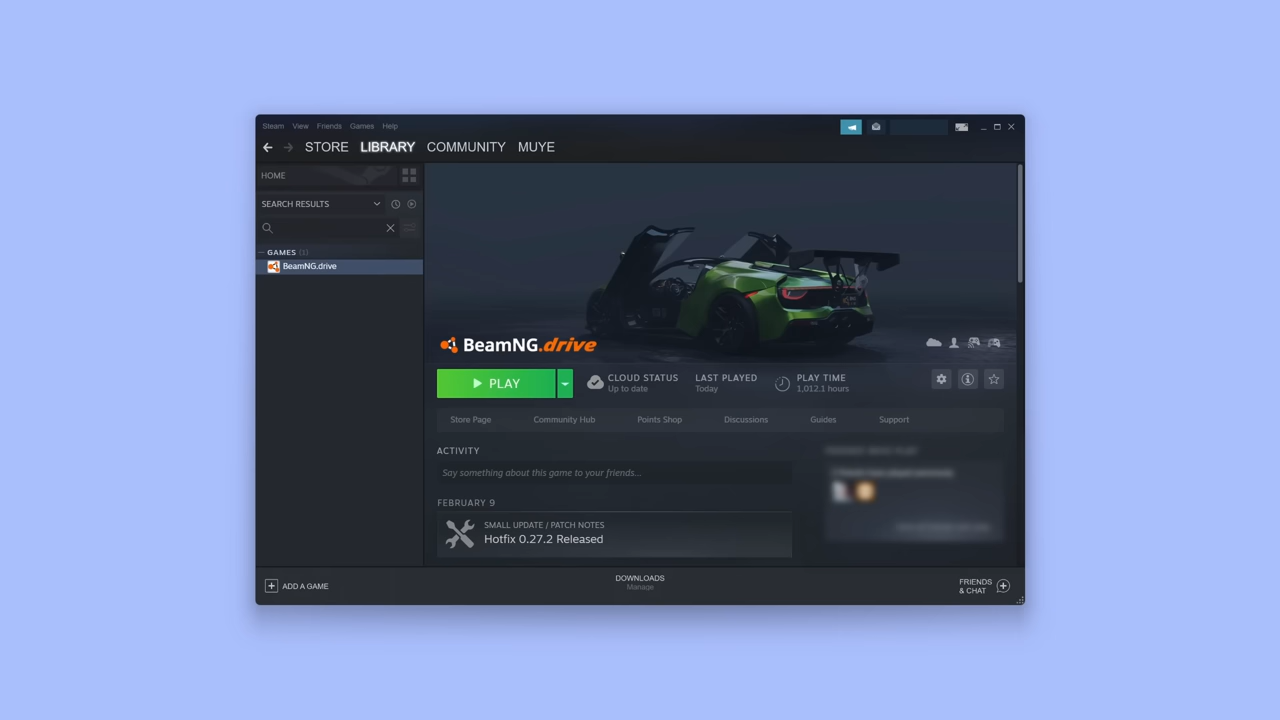 Steam View Friends Games Help
STORE LIBRARY COMMUNITY MUYE
HOME
SEARCH RESULTS
GAMES (1)
BeamNG.drive
BeamNG.drive
PLAY
CLOUD STATUS
Up to date
LAST PLAYED
Today
PLAY TIME
1,012.1 hours
Store Page Community Hub Points Shop Discussions Guides Support
ACTIVITY
Say something about this game to your friends...
FEBRUARY 9
SMALL UPDATE / PATCH NOTES
Hotfix 0.27.2 Released
ADD A GAME
DOWNLOADS
Manage
FRIENDS
& CHAT